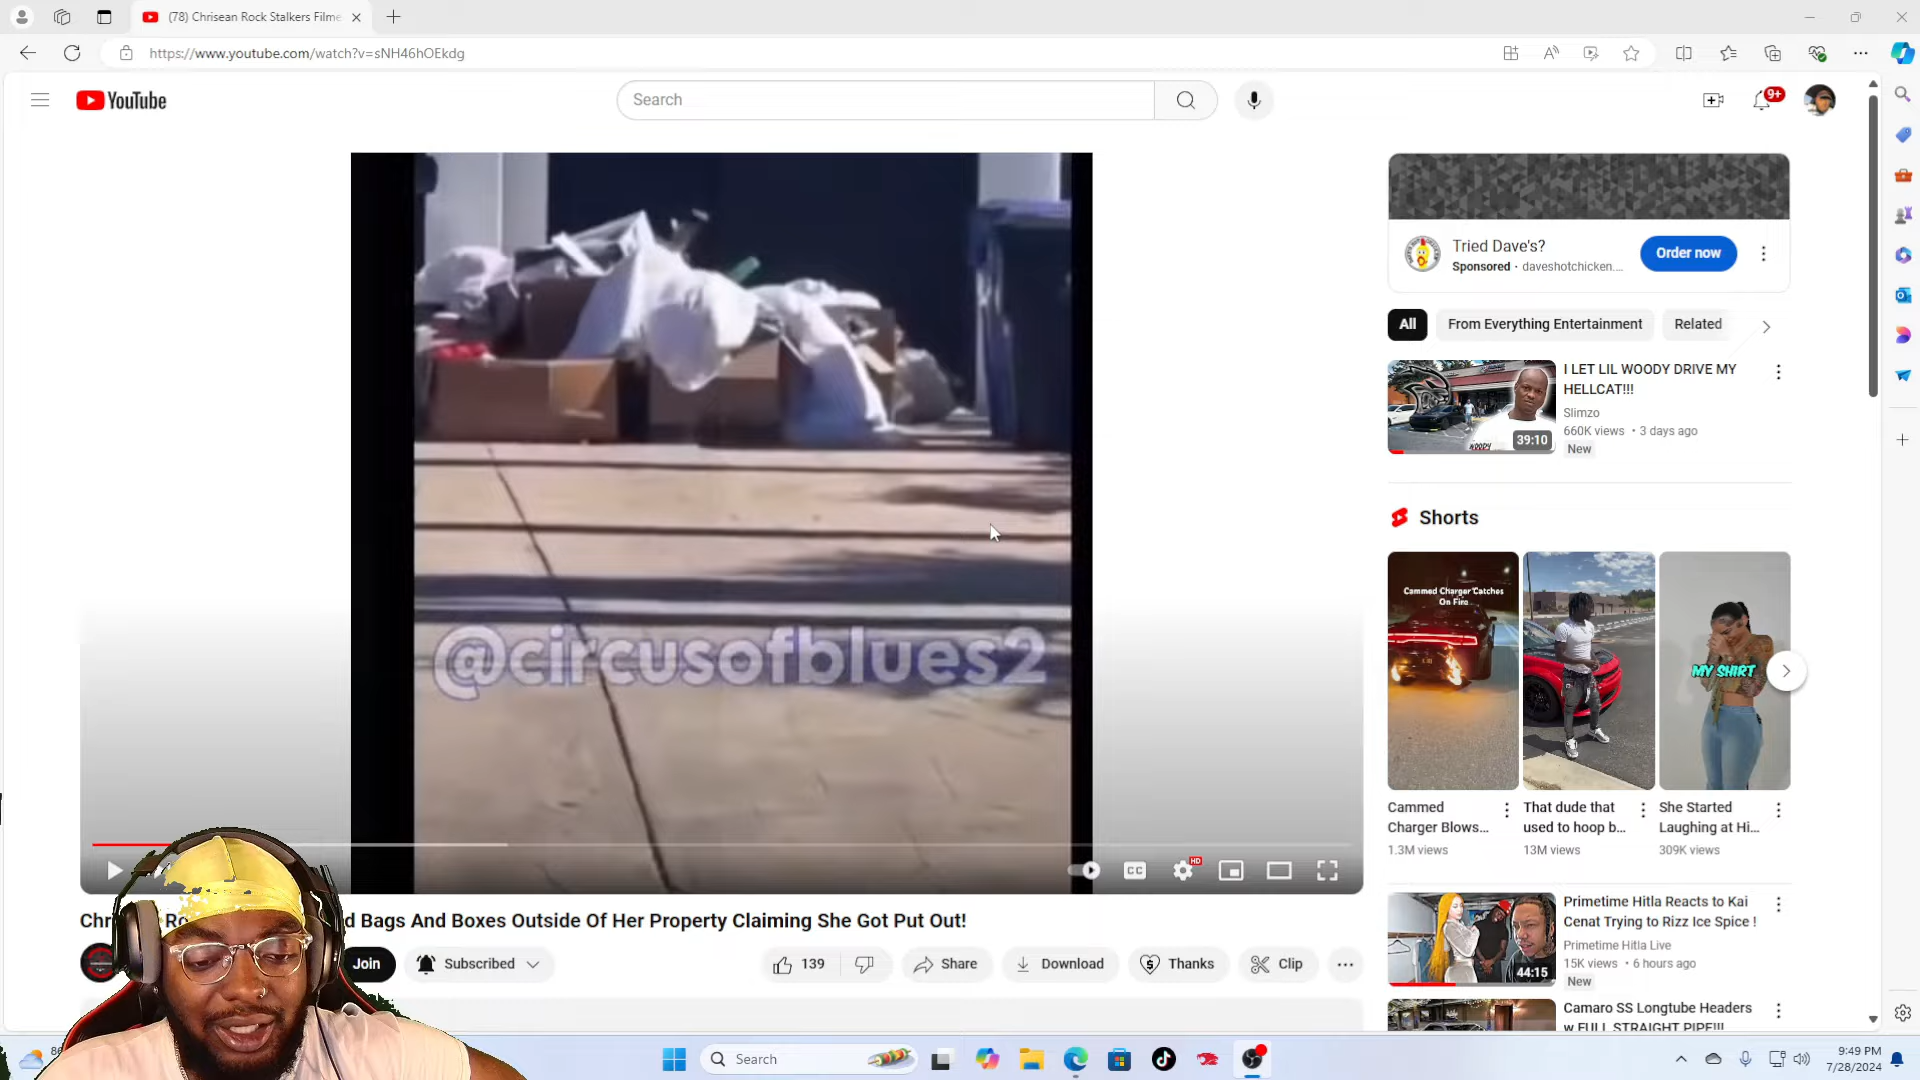 (78) Chrisean Rock Stalkers Filme
https://www.youtube.com/watch?v=sNH46hOEkdg
YouTube
Search
9+
Tried Dave's?
Sponsored · daveshotchicken....
Order now
All
From Everything Entertainment
Related
I LET LIL WOODY DRIVE MY
HELLCAT!!!
Slimzo
660K views • 3 days ago
New
39:10
WOODY
Shorts
Cammed Charger Catches
On Fire
MY SHIRT
Cammed
Charger Blows...
1.3M views
That dude that
used to hoop b...
13M views
She Started
Laughing at Hi...
309K views
@circusofblues2
CC
HD
d Bags And Boxes Outside Of Her Property Claiming She Got Put Out!
Join
Subscribed
139
Share
Download
Thanks
Clip
Primetime Hitla Reacts to Kai
Cenat Trying to Rizz Ice Spice !
Primetime Hitla Live
15K views • 6 hours ago
New
44:15
Camaro SS Longtube Headers
w FULL STRAIGHT PIPE!!!
Search
9:49 PM
7/28/2024